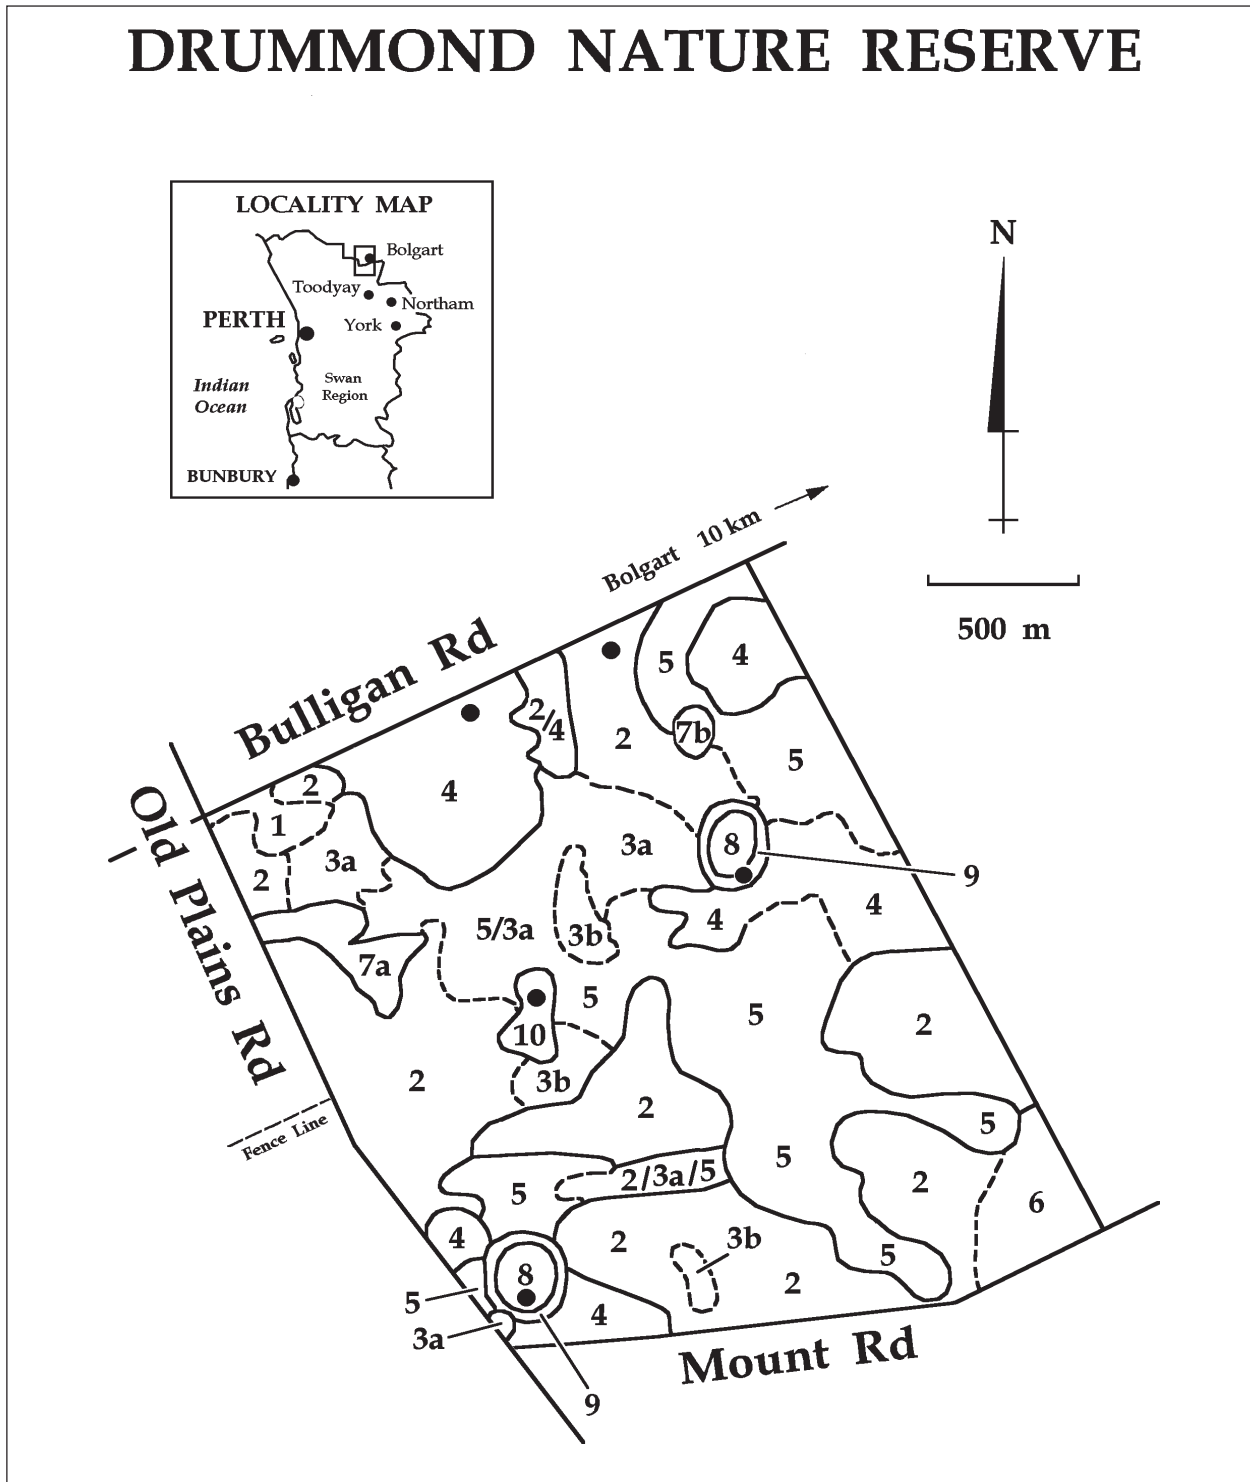 DRUMMOND NATURE RESERVE
LOCALITY MAP
Bolgart
Toodyay
Northam
PERTH
York
Swan
Region
Indian
Ocean
BUNBURY
N
500 m
Bolgart 10 km
Bulligan Rd
Old Plains Rd
Fence Line
Mount Rd
5
4
2/4
2
7b
5
2
4
1
3a
8
3a
2
9
4
4
5/3a
3b
7a
5
5
10
2
2
3b
2
5
5
2/3a/5
2
5
6
4
2
3b
5
8
2
5
4
3a
9